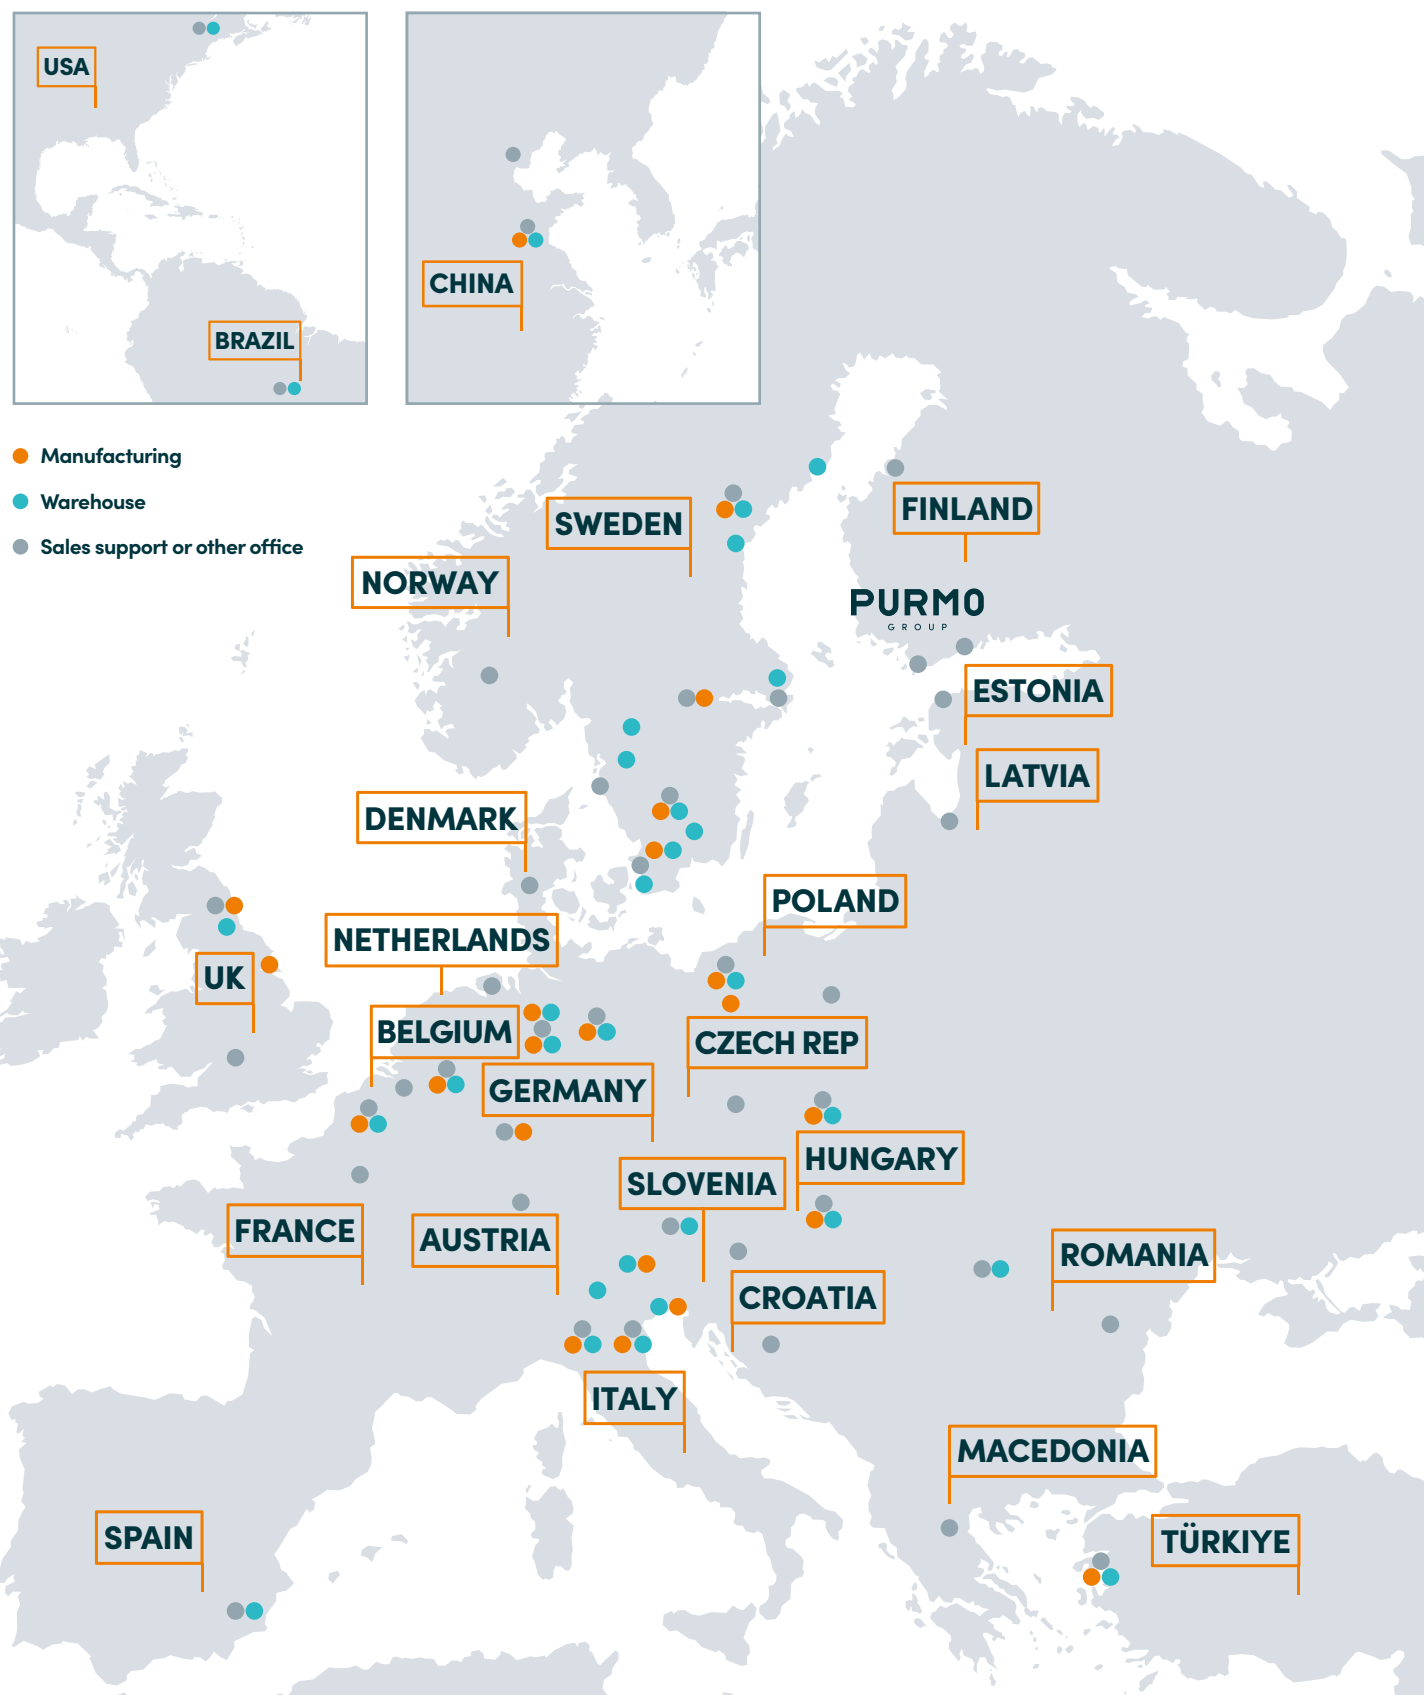 USA
BRAZIL
CHINA
Manufacturing
Warehouse
Sales support or other office
SWEDEN
FINLAND
NORWAY
PURMO
GROUP
ESTONIA
LATVIA
DENMARK
POLAND
NETHERLANDS
UK
BELGIUM
CZECH REP
GERMANY
HUNGARY
SLOVENIA
FRANCE
AUSTRIA
ROMANIA
CROATIA
ITALY
MACEDONIA
SPAIN
TÜRKIYE